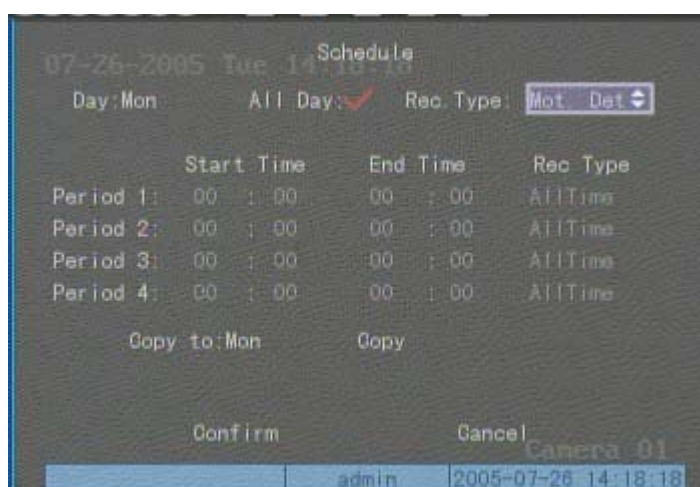 Schedule
07-26-2005 Tue 14:18:18
Day:Mon All Day: Rec.Type: Mot Det
Start Time End Time Rec Type
Period 1: 00 : 00 00 : 00 AllTime
Period 2: 00 : 00 00 : 00 AllTime
Period 3: 00 : 00 00 : 00 AllTime
Period 4: 00 : 00 00 : 00 AllTime
Copy to:Mon Copy
Confirm Cancel
Camera 01
admin 2005-07-26 14:18:18